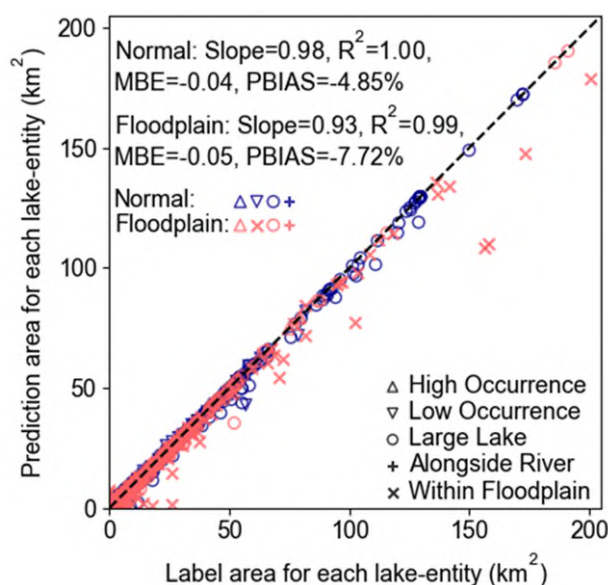 Normal: Slope=0.98, R²=1.00,
MBE=-0.04, PBIAS=-4.85%
Floodplain: Slope=0.93, R²=0.99,
MBE=-0.05, PBIAS=-7.72%
Normal: △ ▽ ○ +
Floodplain: △ × ○ +
△ High Occurrence
▽ Low Occurrence
○ Large Lake
+ Alongside River
× Within Floodplain
200
150
100
50
0
Prediction area for each lake-entity (km²)
0 50 100 150 200
Label area for each lake-entity (km²)